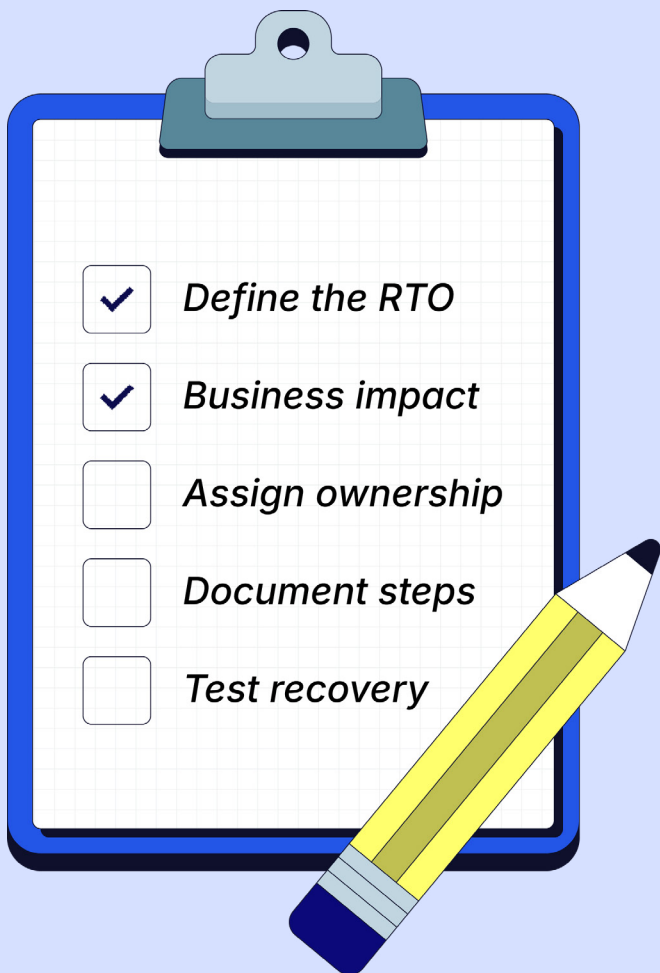 Define the RTO
Business impact
Assign ownership
Document steps
Test recovery